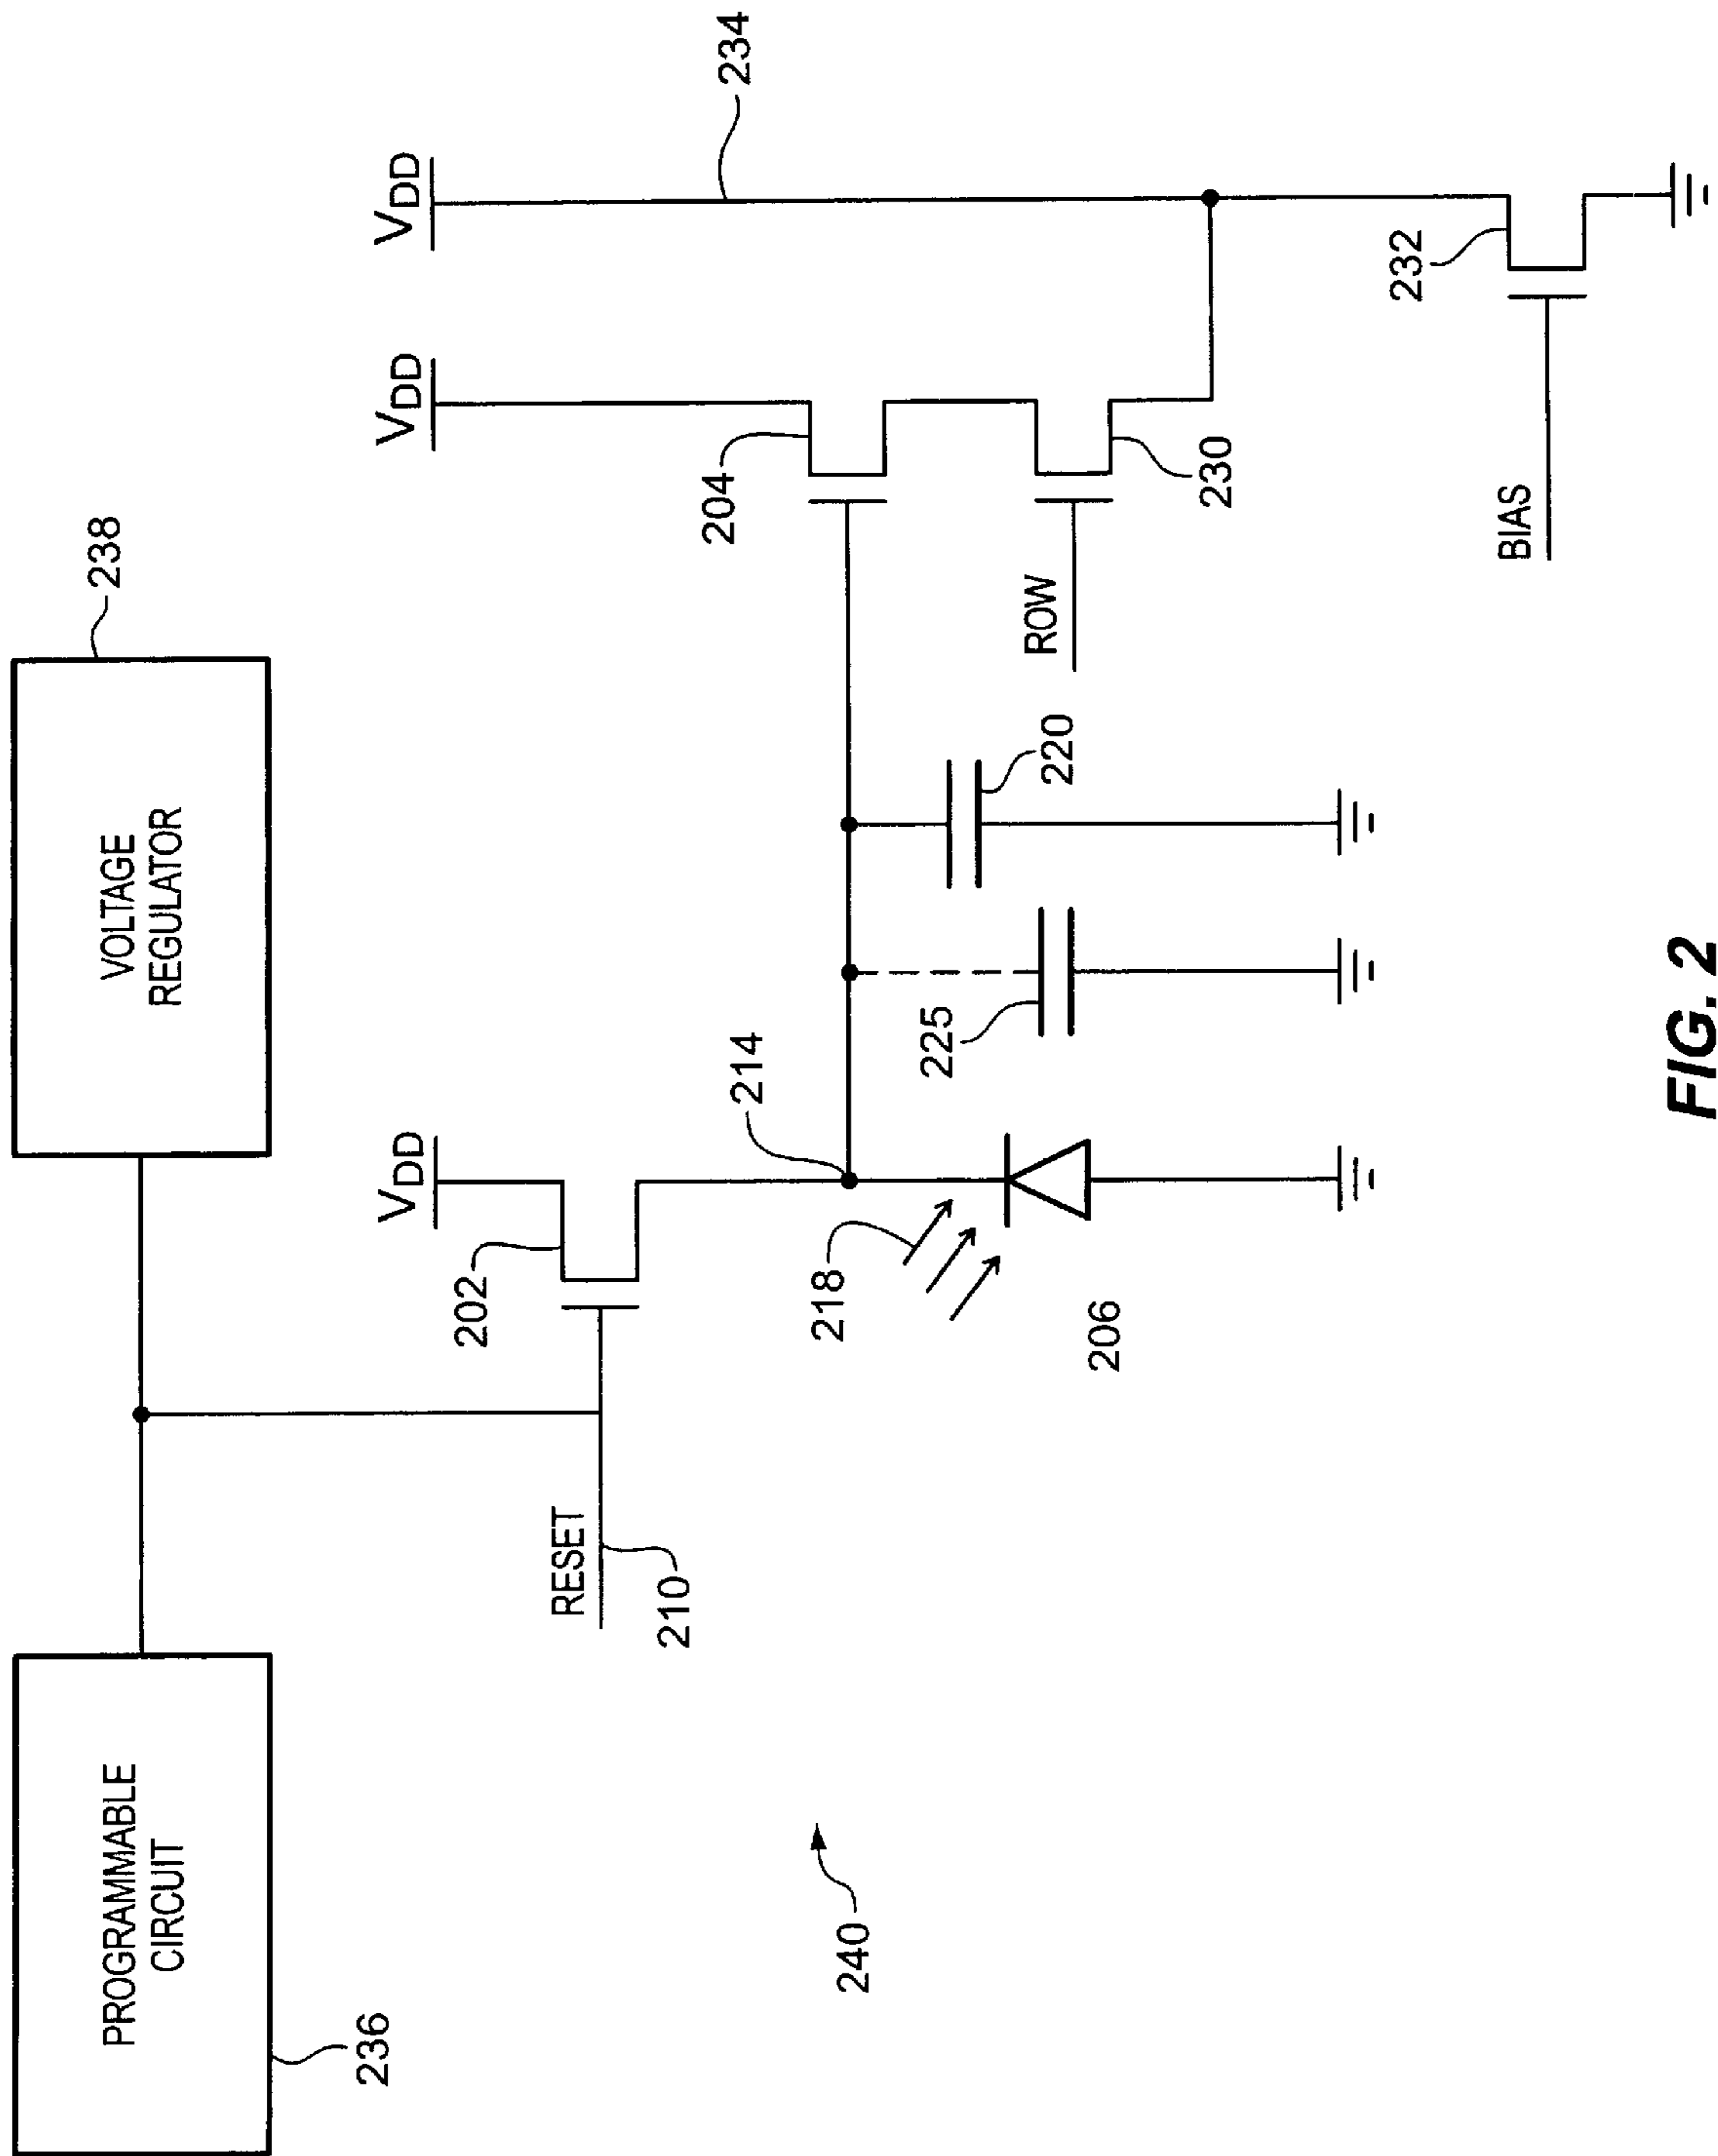 PROGRAMMABLE
CIRCUIT
236
VOLTAGE
REGULATOR
238
VDD
VDD
VDD
234
202
RESET
210
204
214
218
206
225
220
ROW
230
240
BIAS
232
FIG. 2